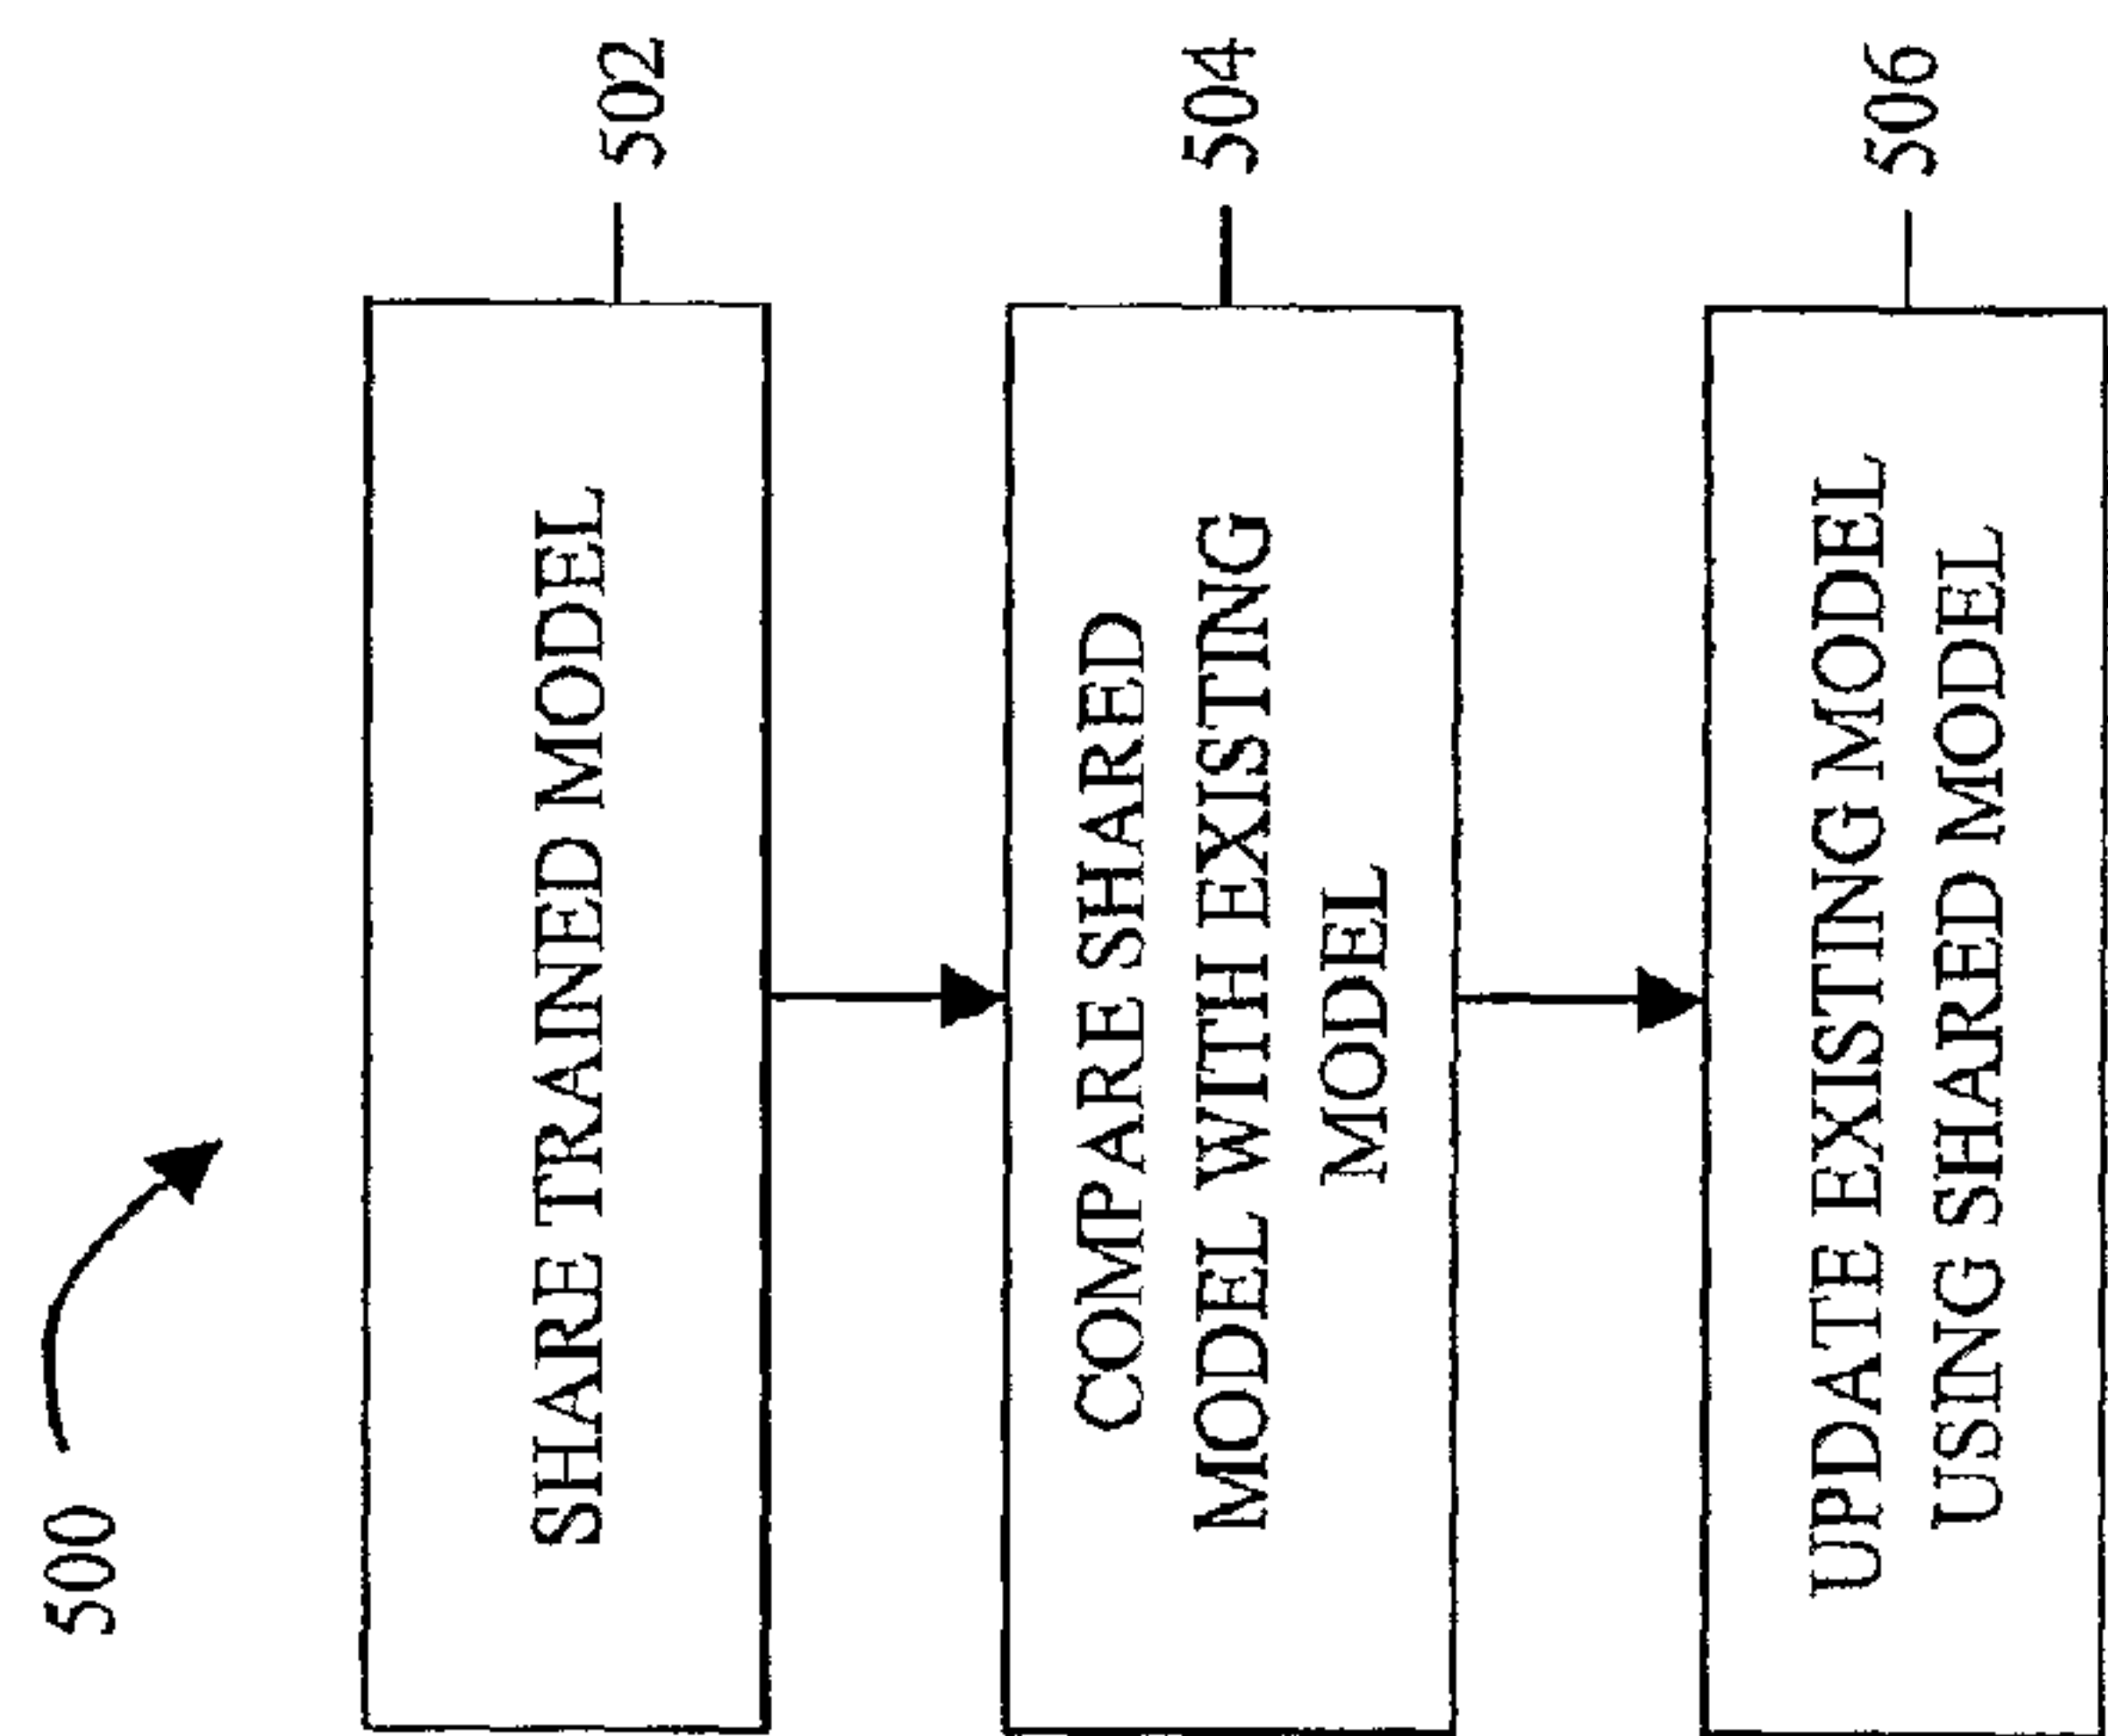 500
SHARE TRAINED MODEL
502
COMPARE SHARED
MODEL WITH EXISTING
MODEL
504
UPDATE EXISTING MODEL
USING SHARED MODEL
506